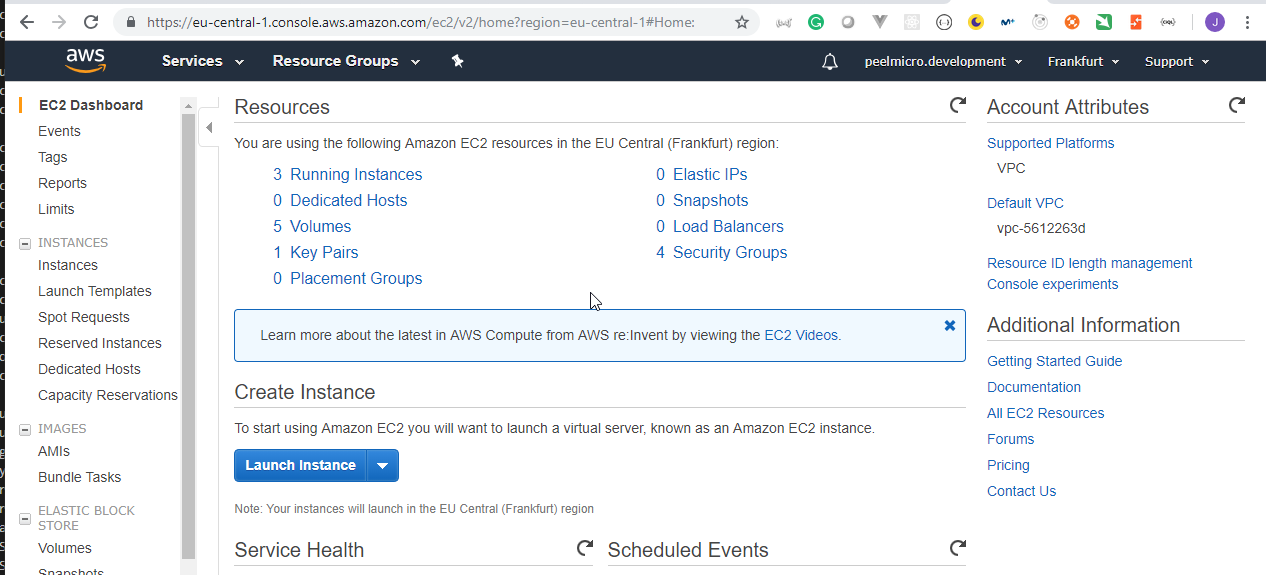 https://eu-central-1.console.aws.amazon.com/ec2/v2/home?region=eu-central-1#Home:
J
aws
Services
Resource Groups
peelmicro.development
Frankfurt
Support
EC2 Dashboard
Events
Tags
Reports
Limits
INSTANCES
Instances
Launch Templates
Spot Requests
Reserved Instances
Dedicated Hosts
Capacity Reservations
IMAGES
AMIs
Bundle Tasks
ELASTIC BLOCK
STORE
Volumes
Snapshots
Resources
You are using the following Amazon EC2 resources in the EU Central (Frankfurt) region:
3 Running Instances
0 Dedicated Hosts
5 Volumes
1 Key Pairs
0 Placement Groups
0 Elastic IPs
0 Snapshots
0 Load Balancers
4 Security Groups
Learn more about the latest in AWS Compute from AWS re:Invent by viewing the EC2 Videos.
Create Instance
To start using Amazon EC2 you will want to launch a virtual server, known as an Amazon EC2 instance.
Launch Instance
Note: Your instances will launch in the EU Central (Frankfurt) region
Service Health
Scheduled Events
Account Attributes
Supported Platforms
VPC
Default VPC
vpc-5612263d
Resource ID length management
Console experiments
Additional Information
Getting Started Guide
Documentation
All EC2 Resources
Forums
Pricing
Contact Us